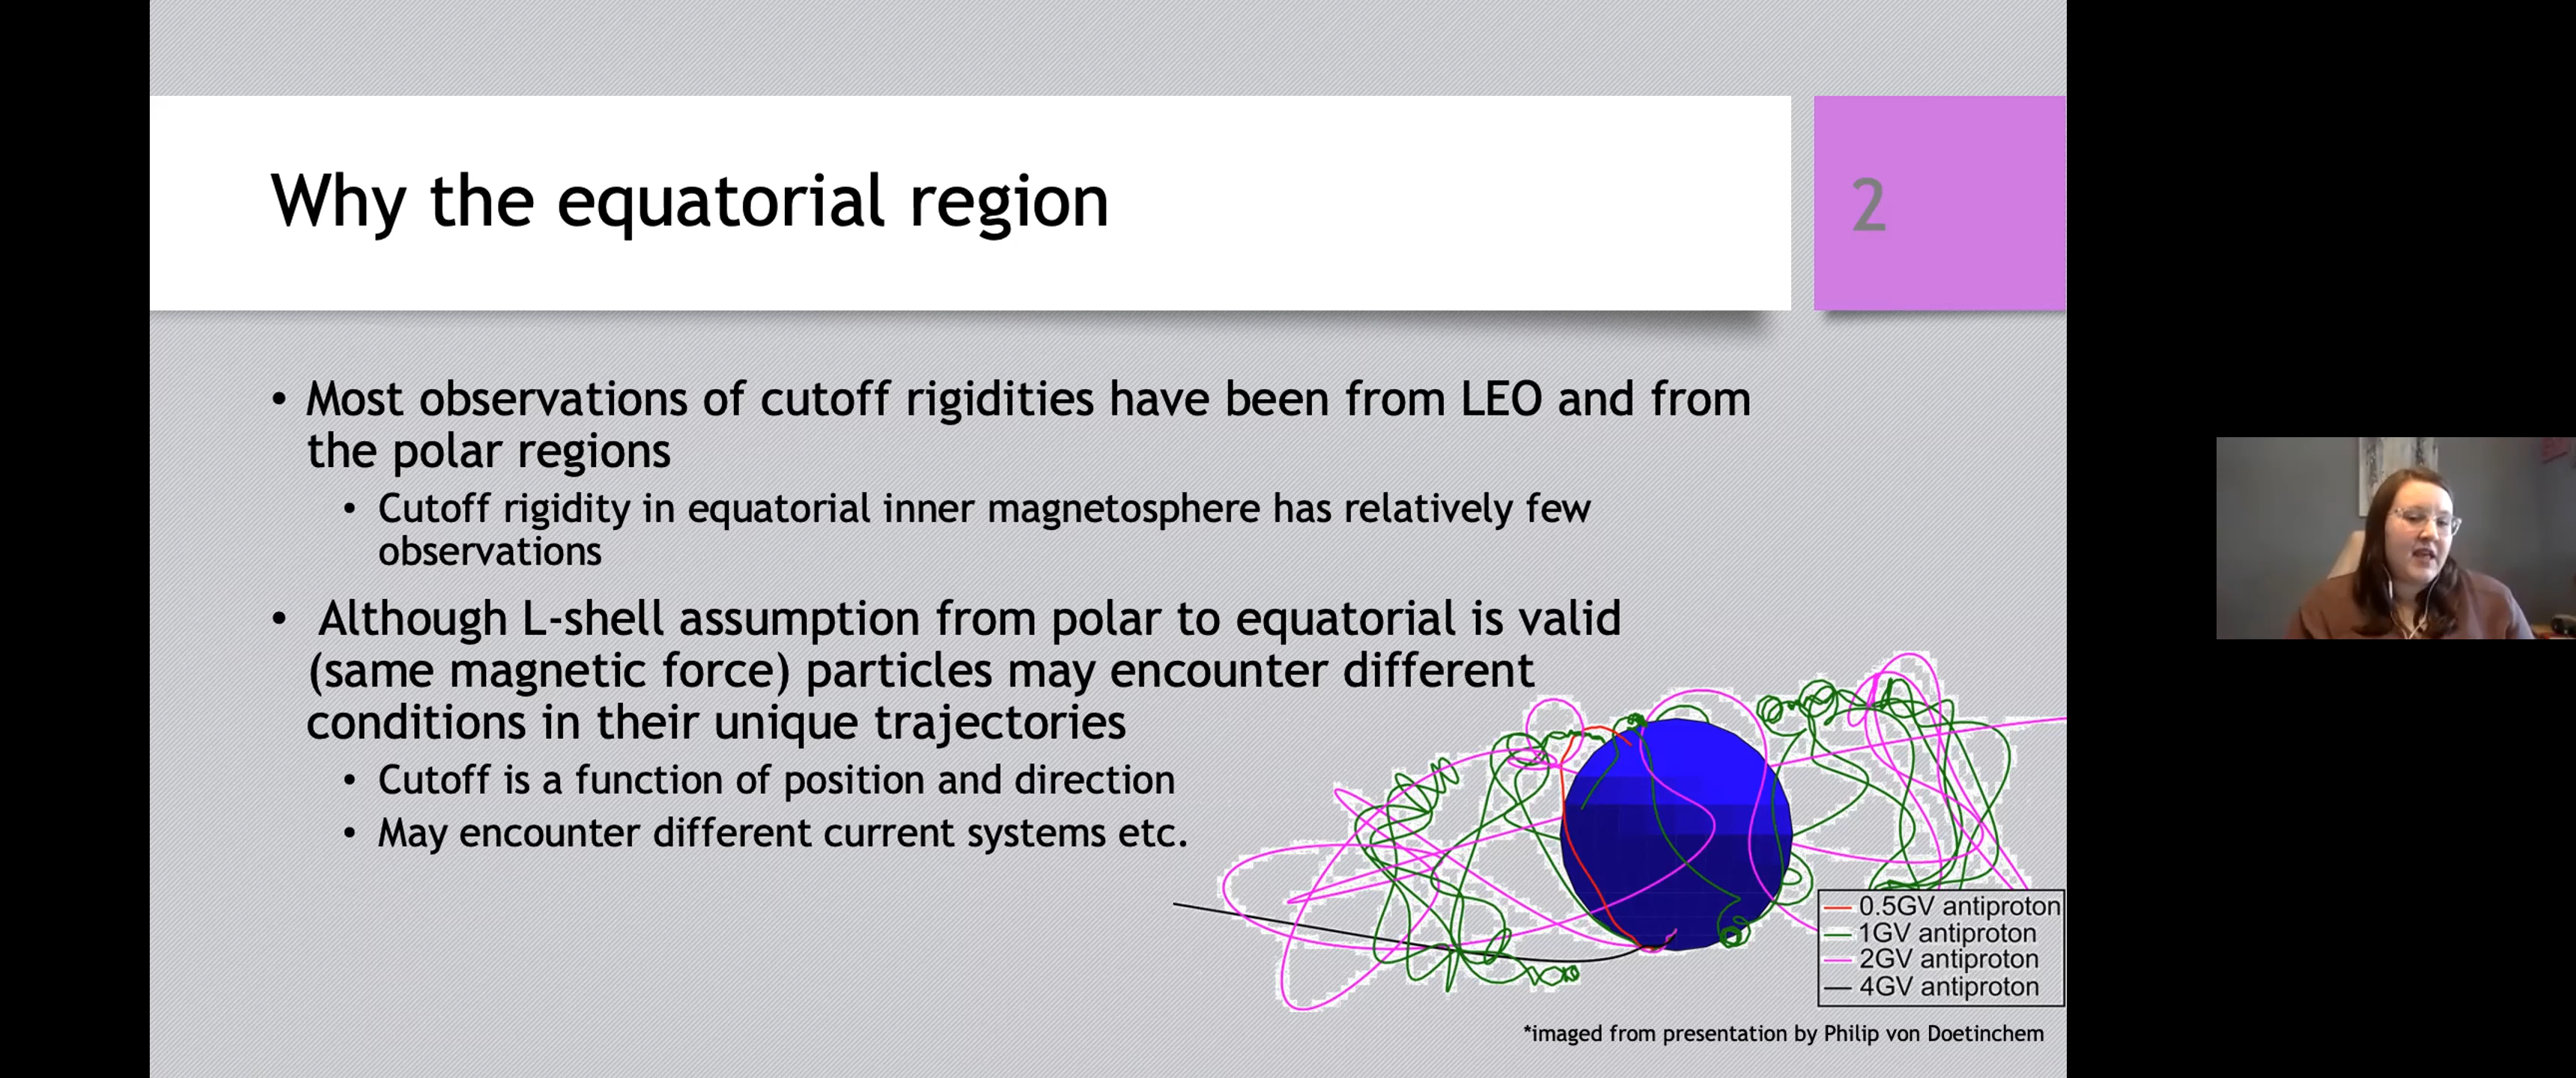 Why the equatorial region
2
• Most observations of cutoff rigidities have been from LEO and from
the polar regions
• Cutoff rigidity in equatorial inner magnetosphere has relatively few
observations
• Although L-shell assumption from polar to equatorial is valid
(same magnetic force) particles may encounter different
conditions in their unique trajectories
• Cutoff is a function of position and direction
• May encounter different current systems etc.
0.5GV antiproton
1GV antiproton
2GV antiproton
4GV antiproton
*imaged from presentation by Philip von Doetinchem